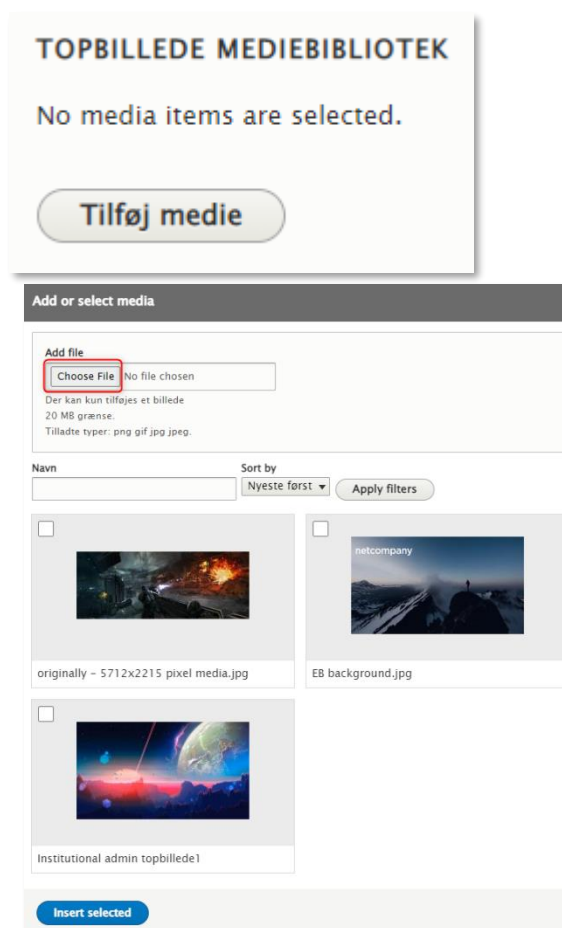 TOPBILLEDE MEDIEBIBLIOTEK
No media items are selected.
Tilføj medie
Add or select media
Add file
Choose File No file chosen
Der kan kun tilføjes et billede
20 MB grænse.
Tilladte typer: png gif jpg jpeg.
Navn Sort by
Nyeste først Apply filters
netcompany
originally - 5712x2215 pixel media.jpg EB background.jpg
Institutional admin topbillede1
Insert selected